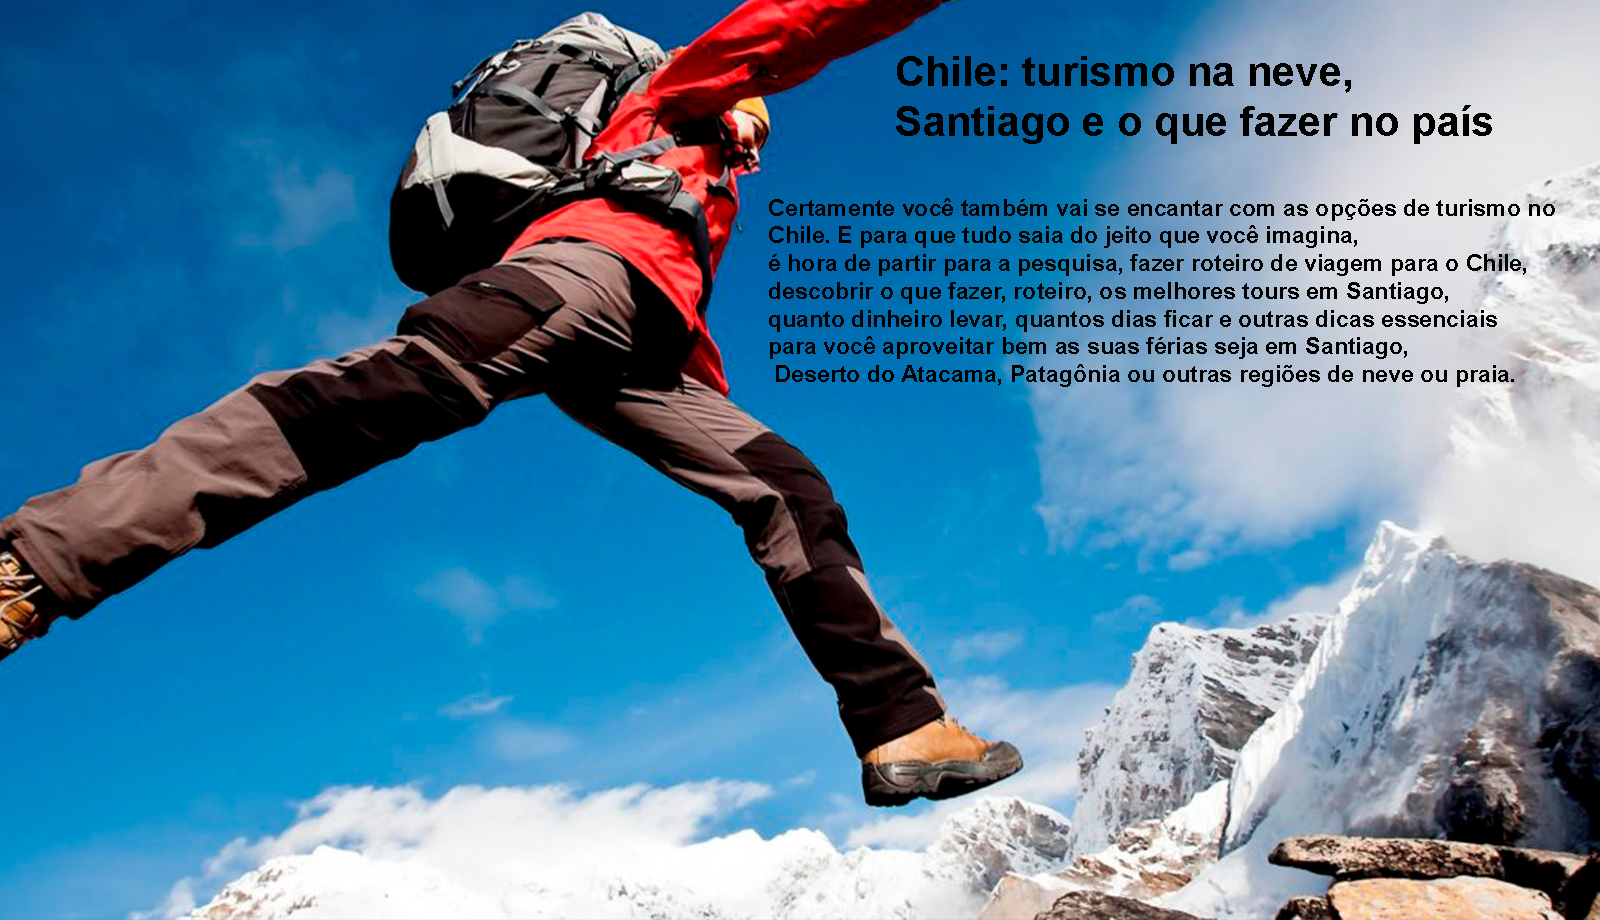 Chile: turismo na neve,
Santiago e o que fazer no país
Certamente você também vai se encantar com as opções de turismo no
Chile. E para que tudo saia do jeito que você imagina,
é hora de partir para a pesquisa, fazer roteiro de viagem para o Chile,
descobrir o que fazer, roteiro, os melhores tours em Santiago,
quanto dinheiro levar, quantos dias ficar e outras dicas essenciais
para você aproveitar bem as suas férias seja em Santiago,
Deserto do Atacama, Patagônia ou outras regiões de neve ou praia.